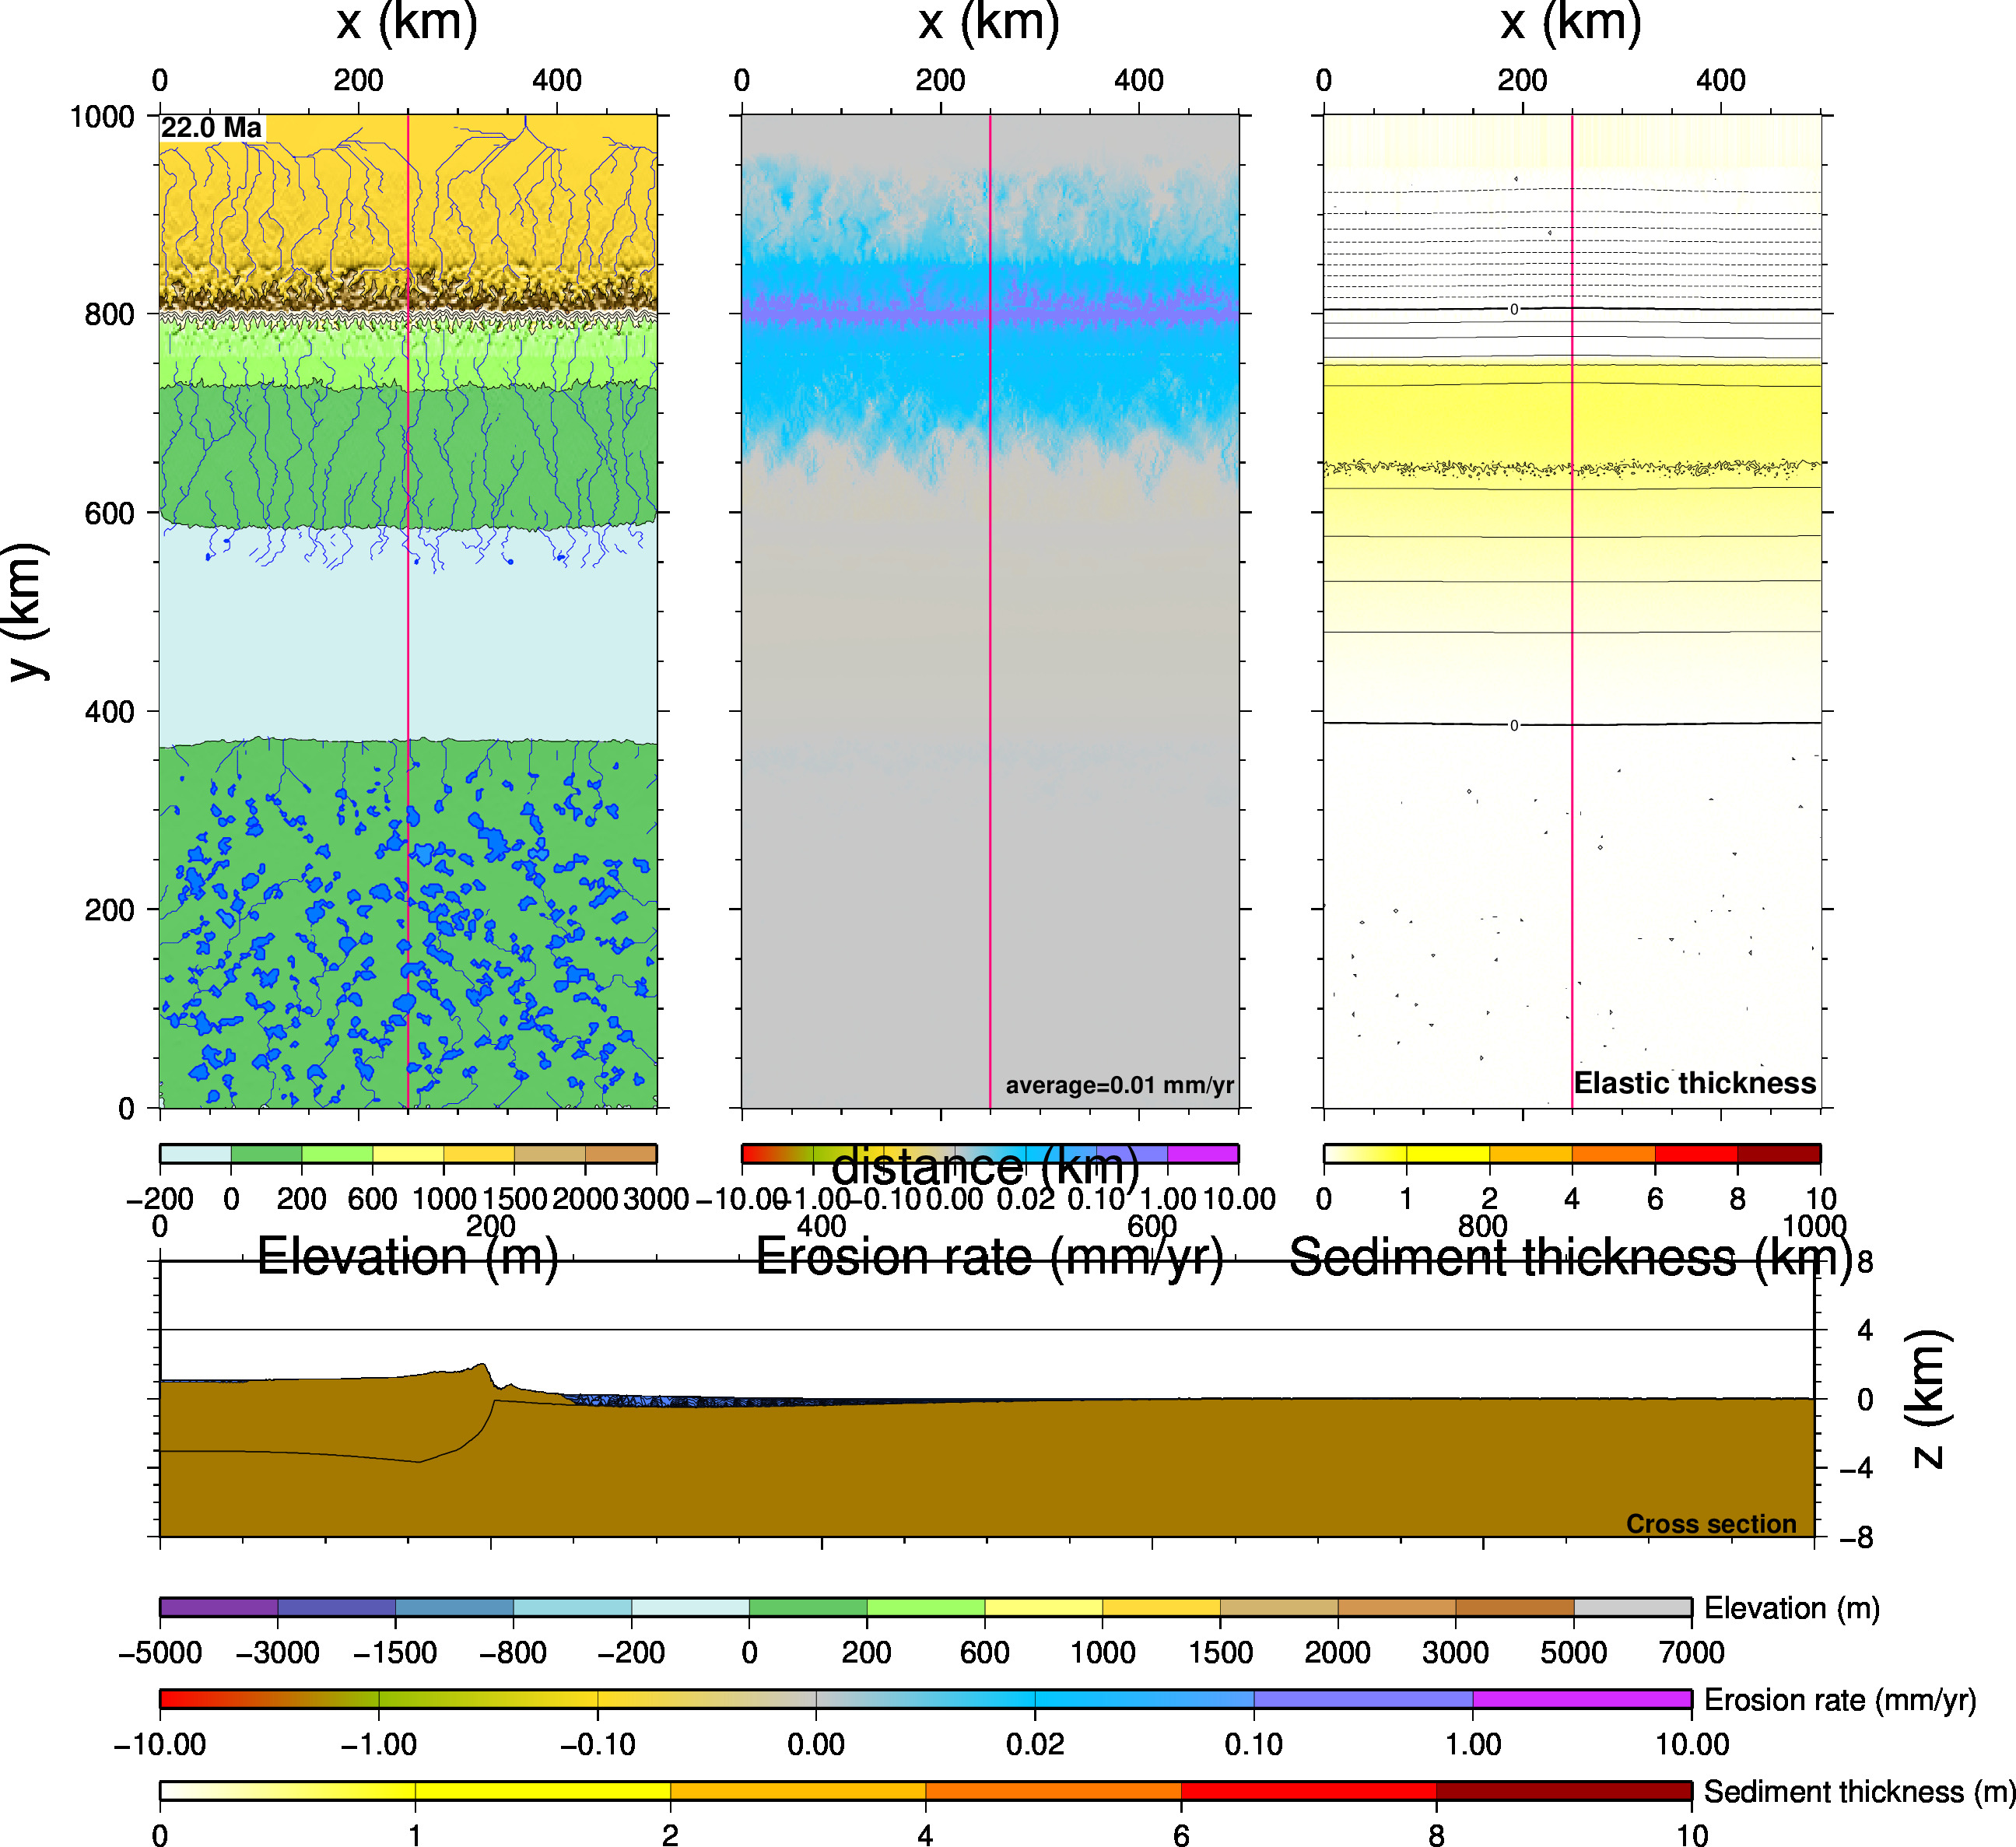 x (km) x (km) x (km)
0 200 400 0 200 400 0 200 400
1000
22.0 Ma
800
0
600
y (km)
400
0
200
0
average=0.01 mm/yr
Elastic thickness
−200 0 200 600 1000 1500 2000 3000
−10.00 −1.00 −0.10 0.00 0.02 0.10 1.00 10.00
0 1 2 4 6 8 10
distance (km)
0 200 400 600 800 1000
Elevation (m)
Erosion rate (mm/yr)
Sediment thickness (km)
8
4
0
−4
−8
z (km)
Cross section
Elevation (m)
−5000 −3000 −1500 −800 −200 0 200 600 1000 1500 2000 3000 5000 7000
Erosion rate (mm/yr)
−10.00 −1.00 −0.10 0.00 0.02 0.10 1.00 10.00
Sediment thickness (m)
0 1 2 4 6 8 10